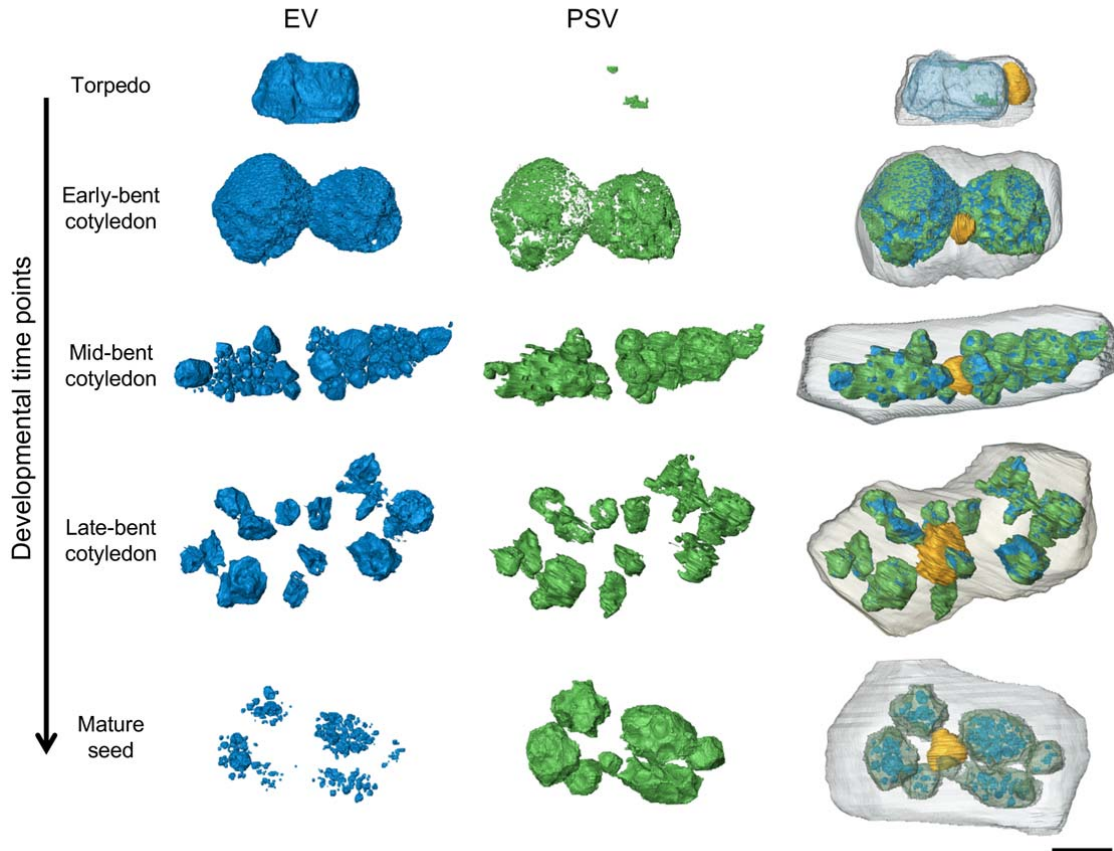 EV PSV
Torpedo
Early-bent
cotyledon
Mid-bent
cotyledon
Late-bent
cotyledon
Mature
seed
Developmental time points